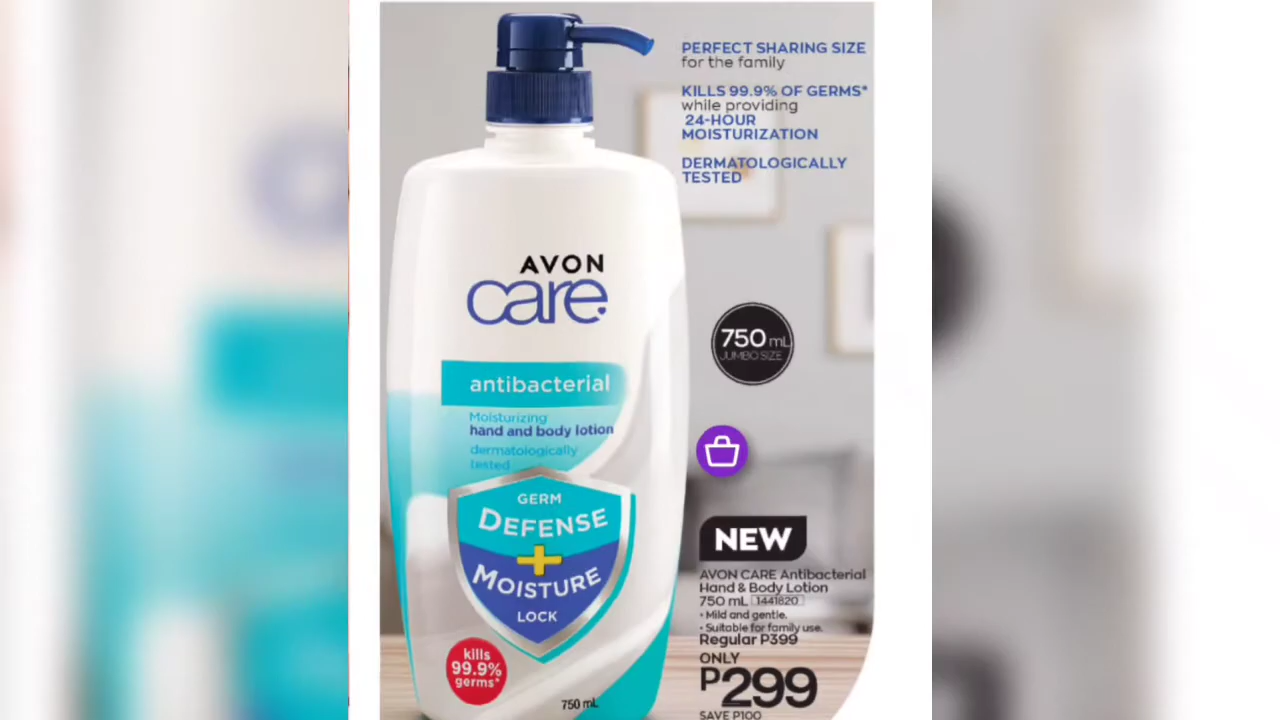 PERFECT SHARING SIZE
for the family
KILLS 99.9% OF GERMS*
while providing
24-HOUR
MOISTURIZATION
DERMATOLOGICALLY
TESTED
AVON
care
antibacterial
Moisturizing
hand and body lotion
dermatologically
tested
GERM
DEFENSE
+
MOISTURE
LOCK
kills
99.9%
germs*
750 mL
750 mL
JUMBO SIZE
NEW
AVON CARE Antibacterial
Hand & Body Lotion
750 mL 1441820
• Mild and gentle.
• Suitable for family use.
Regular P399
ONLY
P299
SAVE P100